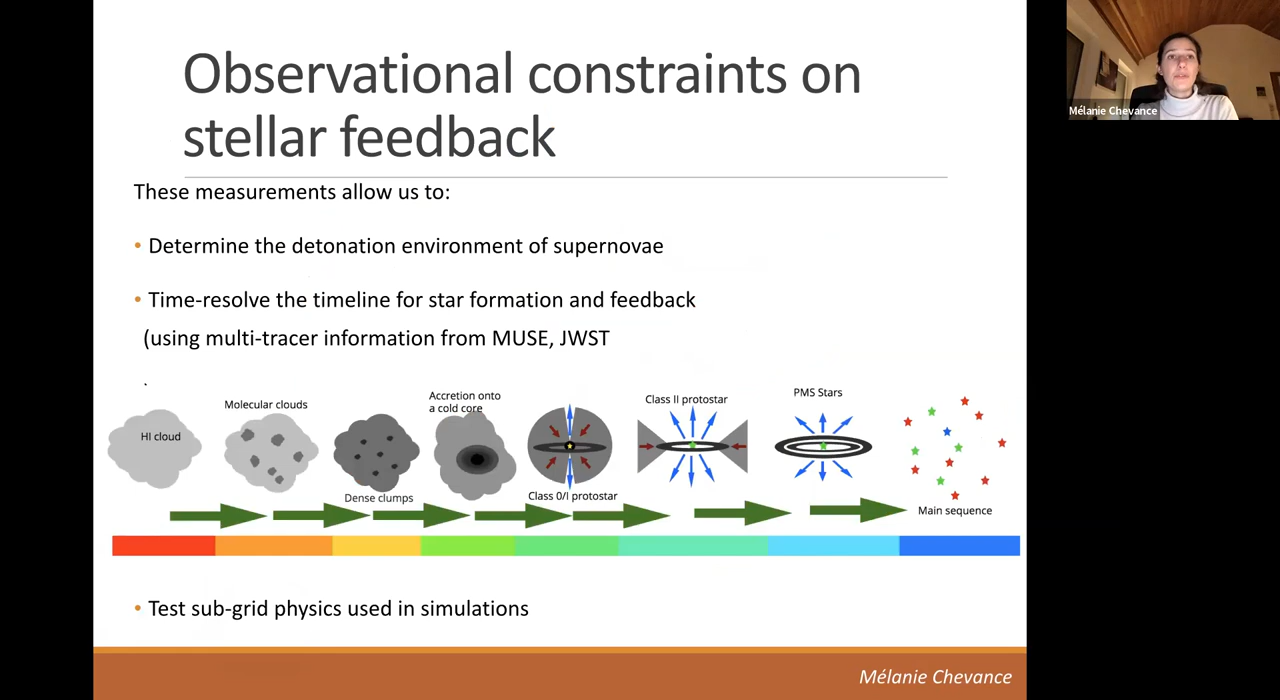 Observational constraints on
stellar feedback
These measurements allow us to:
• Determine the detonation environment of supernovae
• Time-resolve the timeline for star formation and feedback
(using multi-tracer information from MUSE, JWST
.
HI cloud
Molecular clouds
Dense clumps
Accretion onto
a cold core
Class 0/I protostar
Class II protostar
PMS Stars
Main sequence
• Test sub-grid physics used in simulations
Mélanie Chevance
Mélanie Chevance